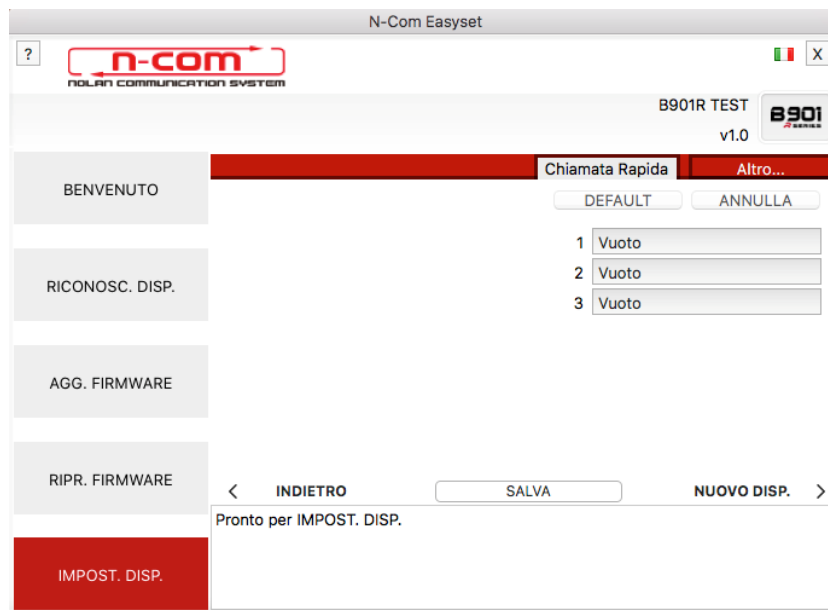 N-Com Easyset
?
n-com
NOLAN COMMUNICATION SYSTEM
X
B901R TEST
v1.0
B901
R SERIES
Chiamata Rapida
Altro...
DEFAULT
ANNULLA
1 Vuoto
2 Vuoto
3 Vuoto
BENVENUTO
RICONOSC. DISP.
AGG. FIRMWARE
RIPR. FIRMWARE
IMPOST. DISP.
< INDIETRO
SALVA
NUOVO DISP. >
Pronto per IMPOST. DISP.